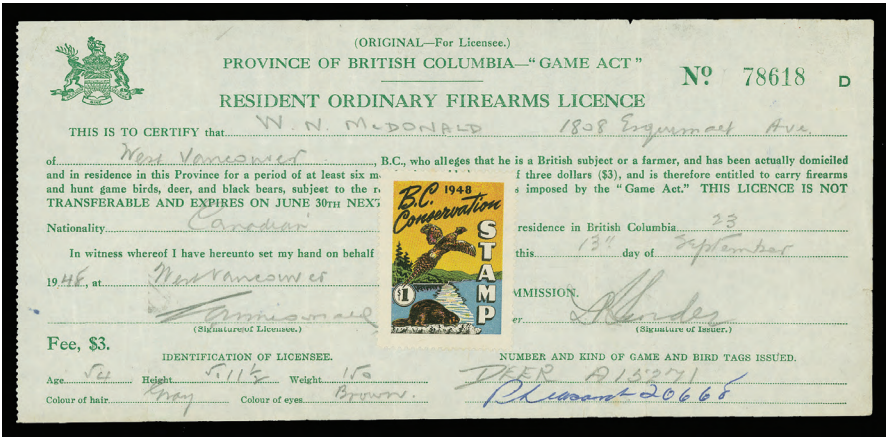 (ORIGINAL—For Licensee.)
PROVINCE OF BRITISH COLUMBIA—"GAME ACT"
No 78618 D
RESIDENT ORDINARY FIREARMS LICENCE
THIS IS TO CERTIFY that W. N. McDONALD 1808 Esquimalt Ave.
of West Vancouver, B.C., who alleges that he is a British subject or a farmer, and has been actually domiciled
and in residence in this Province for a period of at least six m f three dollars ($3), and is therefore entitled to carry firearms
and hunt game birds, deer, and black bears, subject to the r s imposed by the "Game Act." THIS LICENCE IS NOT
TRANSFERABLE AND EXPIRES ON JUNE 30TH NEXT
B.C. 1948
Conservation
STAMP
$1
Nationality Canadian residence in British Columbia 23
In witness whereof I have hereunto set my hand on behalf this 13th day of September
1948, at West Vancouver MMISSION.
(Signature of Licensee.) (Signature of Issuer.)
Fee, $3.
IDENTIFICATION OF LICENSEE. NUMBER AND KIND OF GAME AND BIRD TAGS ISSUED.
Age 54 Height 5.11½ Weight 150 DEER A15271
Colour of hair Gray Colour of eyes Brown. Pheasant 20668